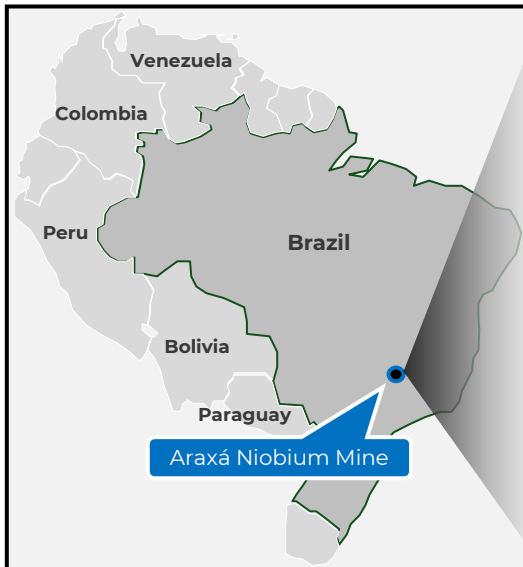 Venezuela
Colombia
Peru
Brazil
Bolivia
Paraguay
Araxá Niobium Mine